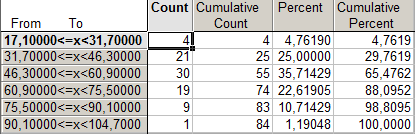 Count Cumulative Percent Cumulative
From To Count Percent
17,10000<=x<31,70000 4 4 4,76190 4,7619
31,70000<=x<46,30000 21 25 25,00000 29,7619
46,30000<=x<60,90000 30 55 35,71429 65,4762
60,90000<=x<75,50000 19 74 22,61905 88,0952
75,50000<=x<90,10000 9 83 10,71429 98,8095
90,10000<=x<104,7000 1 84 1,19048 100,0000